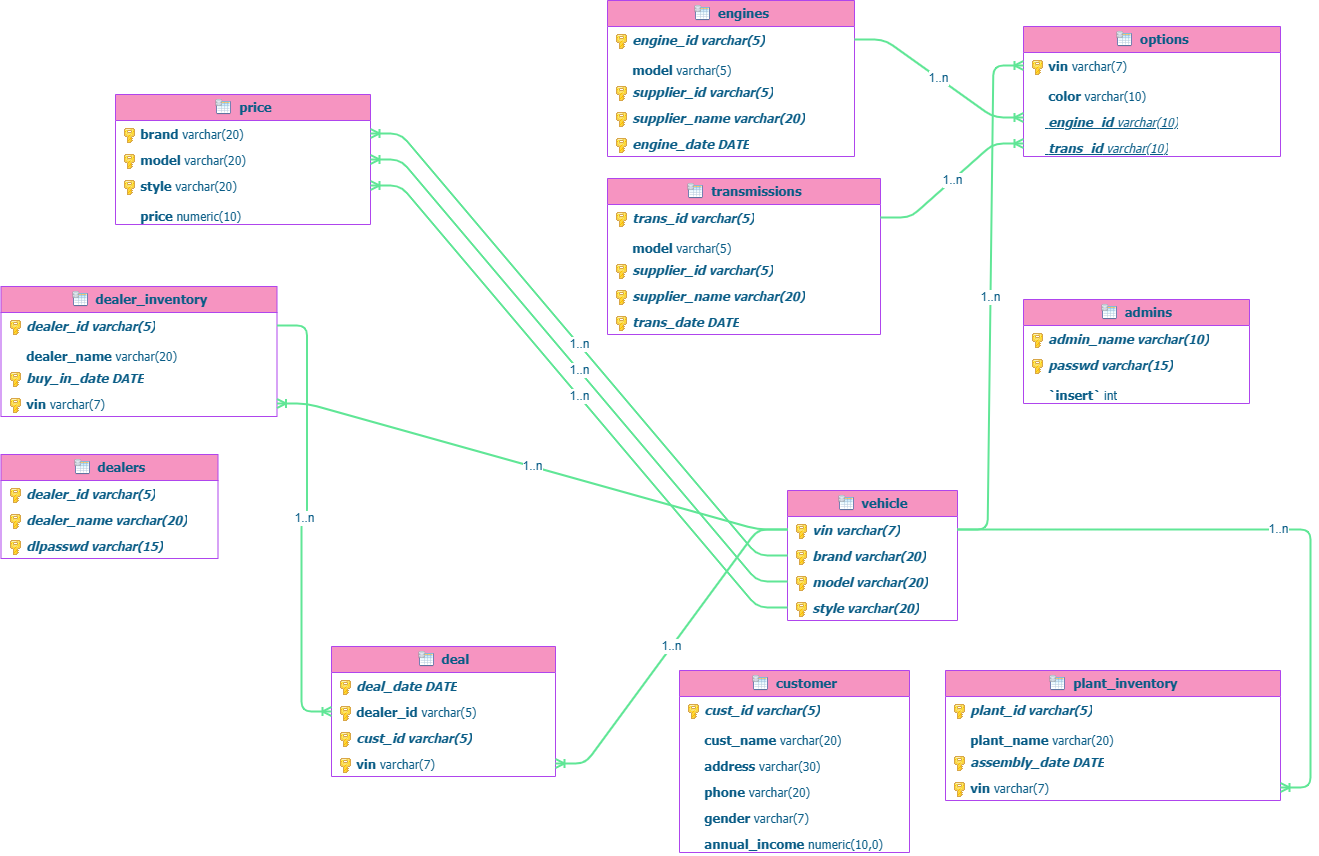 engines
engine_id varchar(5)
model varchar(5)
supplier_id varchar(5)
supplier_name varchar(20)
engine_date DATE
options
vin varchar(7)
color varchar(10)
engine_id varchar(10)
trans_id varchar(10)
1..n
price
brand varchar(20)
model varchar(20)
style varchar(20)
price numeric(10)
transmissions
trans_id varchar(5)
model varchar(5)
supplier_id varchar(5)
supplier_name varchar(20)
trans_date DATE
1..n
dealer_inventory
dealer_id varchar(5)
dealer_name varchar(20)
buy_in_date DATE
vin varchar(7)
1..n
admins
admin_name varchar(10)
passwd varchar(15)
`insert` int
1..n
1..n
1..n
dealers
dealer_id varchar(5)
dealer_name varchar(20)
dlpasswd varchar(15)
1..n
1..n
vehicle
vin varchar(7)
brand varchar(20)
model varchar(20)
style varchar(20)
1..n
1..n
deal
deal_date DATE
dealer_id varchar(5)
cust_id varchar(5)
vin varchar(7)
customer
cust_id varchar(5)
cust_name varchar(20)
address varchar(30)
phone varchar(20)
gender varchar(7)
annual_income numeric(10,0)
plant_inventory
plant_id varchar(5)
plant_name varchar(20)
assembly_date DATE
vin varchar(7)